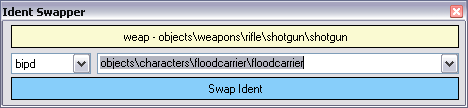 Ident Swapper
weap - objects\weapons\rifle\shotgun\shotgun
bipd objects\characters\floodcarrier\floodcarrier
Swap Ident